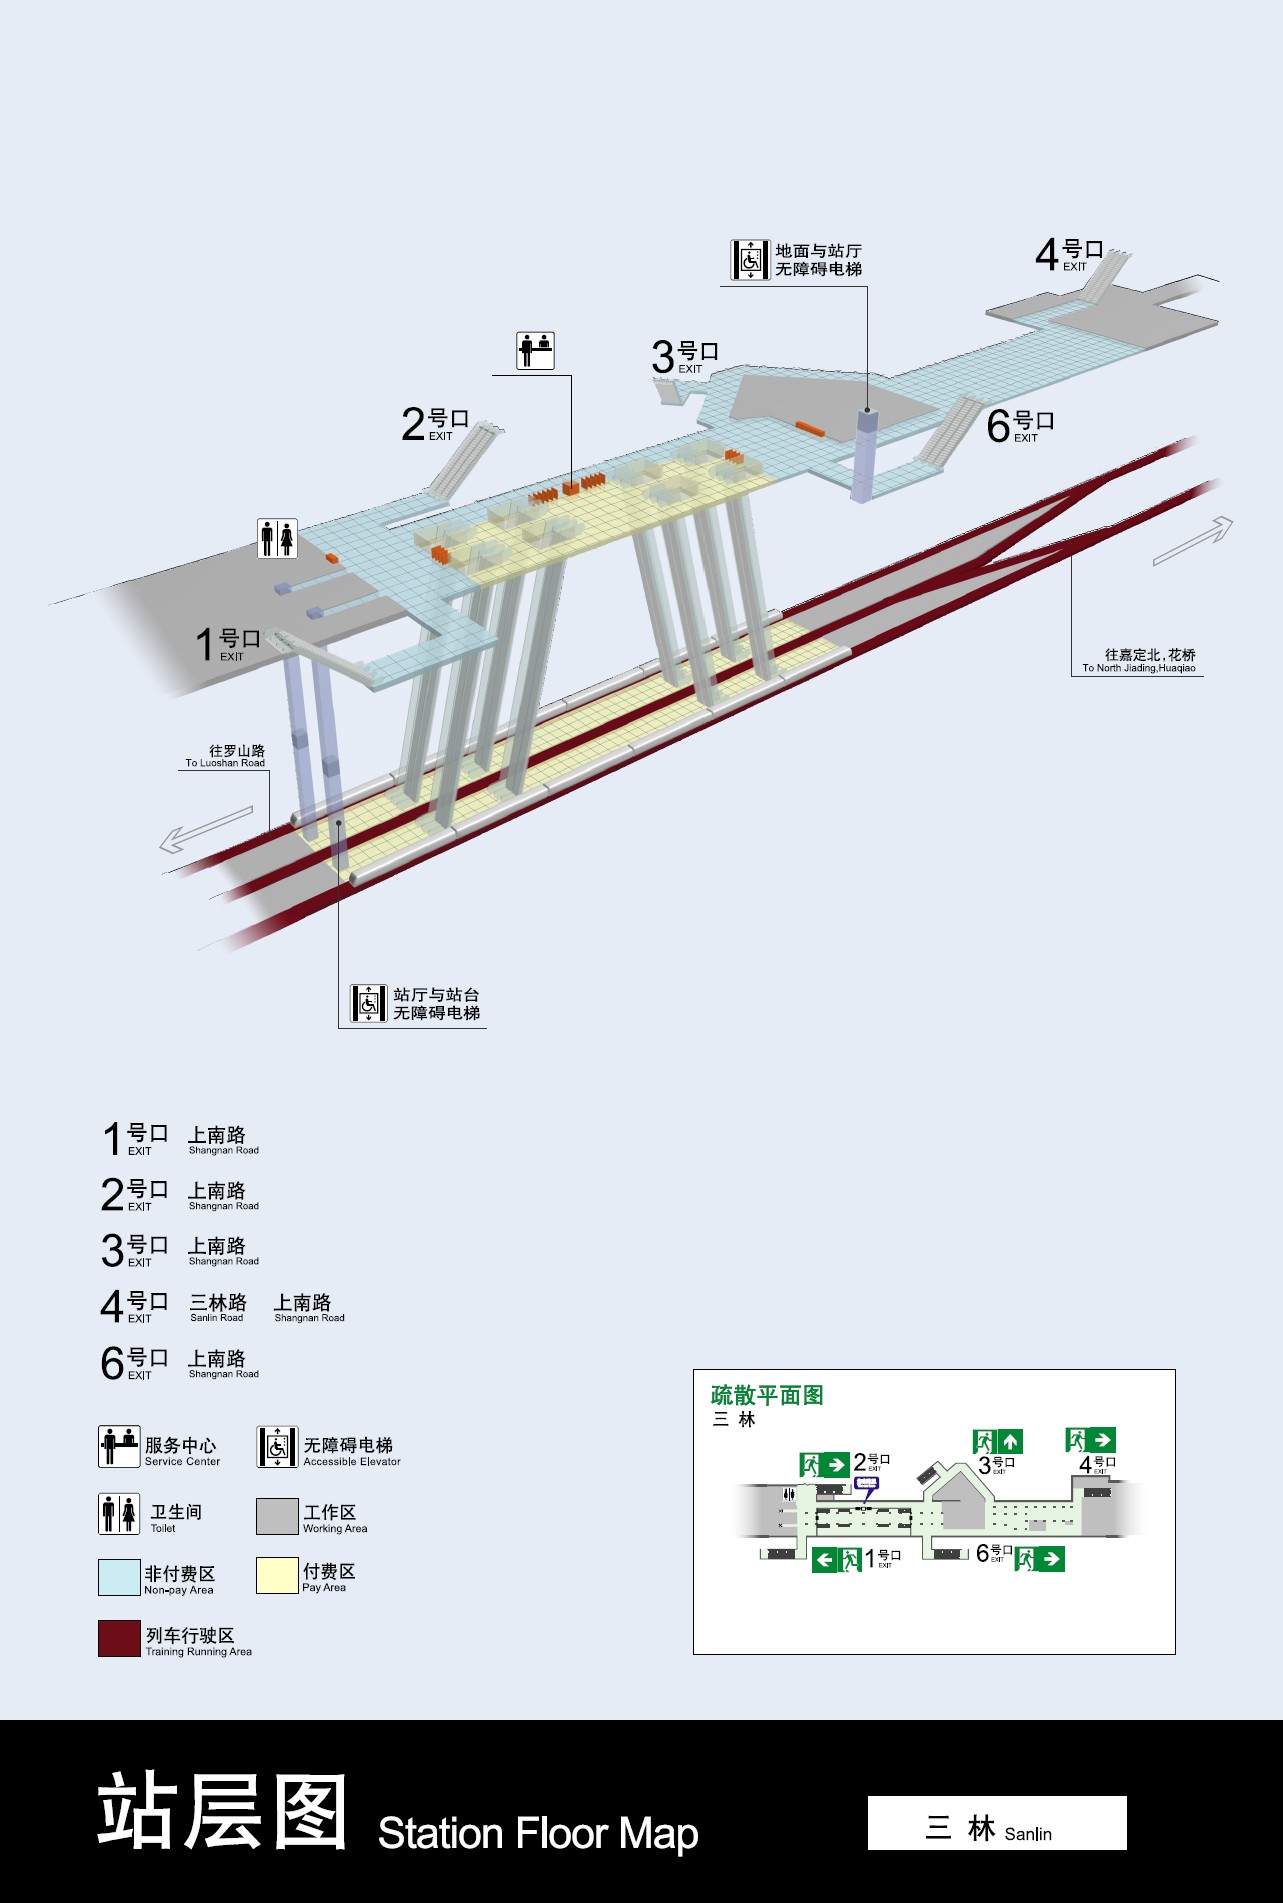 地面与站厅
无障碍电梯
4号口
EXIT
3号口
EXIT
2号口
EXIT
6号口
EXIT
1号口
EXIT
往嘉定北,花桥
To North Jiading,Huaqiao
往罗山路
To Luoshan Road
站厅与站台
无障碍电梯
1号口 上南路
EXIT Shangnan Road
2号口 上南路
EXIT Shangnan Road
3号口 上南路
EXIT Shangnan Road
4号口 三林路 上南路
EXIT Sanlin Road Shangnan Road
6号口 上南路
EXIT Shangnan Road
服务中心 无障碍电梯
Service Center Accessible Elevator
卫生间 工作区
Toilet Working Area
非付费区 付费区
Non-pay Area Pay Area
列车行驶区
Training Running Area
疏散平面图
三 林
2号口
EXIT
3号口
EXIT
4号口
EXIT
1号口
EXIT
6号口
EXIT
站层图 Station Floor Map
三 林 Sanlin